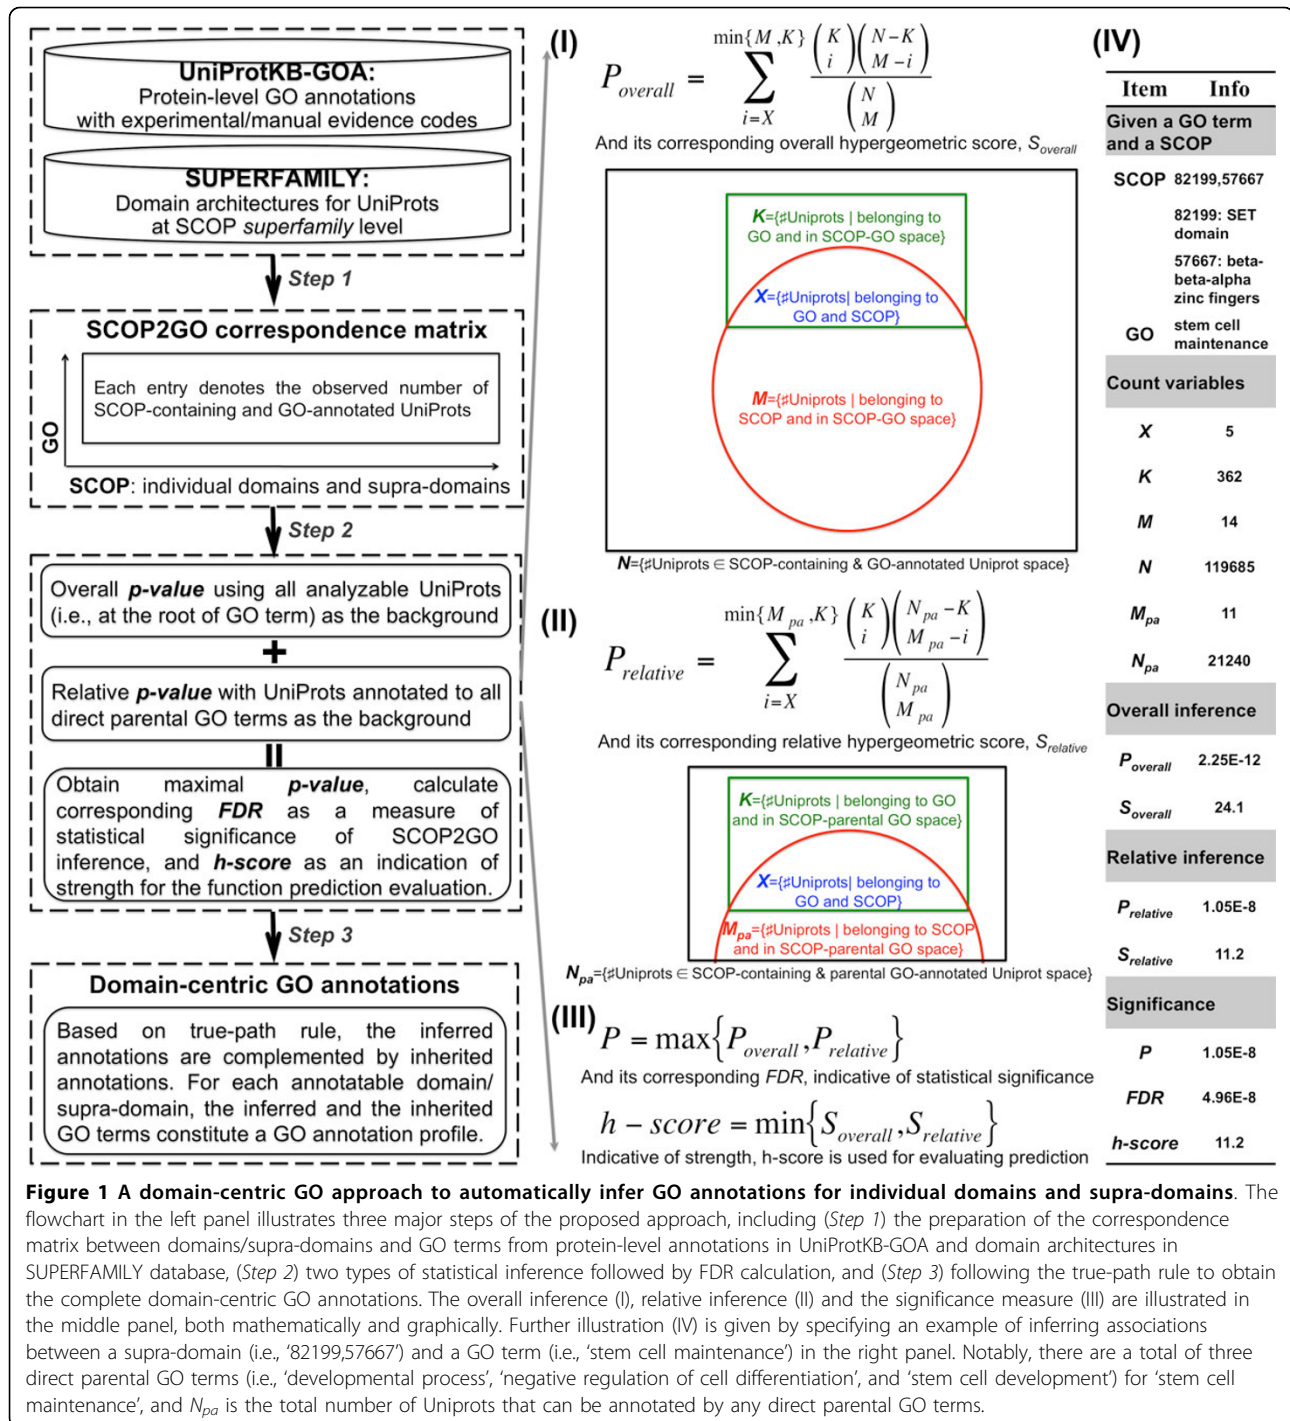 UniProtKB-GOA:
Protein-level GO annotations
with experimental/manual evidence codes
SUPERFAMILY:
Domain architectures for UniProts
at SCOP superfamily level
Step 1
SCOP2GO correspondence matrix
Each entry denotes the observed number of
SCOP-containing and GO-annotated UniProts
GO
SCOP: individual domains and supra-domains
Step 2
Overall p-value using all analyzable UniProts
(i.e., at the root of GO term) as the background
+
Relative p-value with UniProts annotated to all
direct parental GO terms as the background
=
Obtain maximal p-value, calculate
corresponding FDR as a measure of
statistical significance of SCOP2GO
inference, and h-score as an indication of
strength for the function prediction evaluation.
Step 3
Domain-centric GO annotations
Based on true-path rule, the inferred
annotations are complemented by inherited
annotations. For each annotatable domain/
supra-domain, the inferred and the inherited
GO terms constitute a GO annotation profile.
(I)
P_overall = ∑_{i=X}^{min{M,K}} (K i)(N−K M−i) / (N M)
And its corresponding overall hypergeometric score, S_overall
K={♯Uniprots | belonging to
GO and in SCOP-GO space}
X={♯Uniprots| belonging to
GO and SCOP}
M={♯Uniprots | belonging to
SCOP and in SCOP-GO space}
N={♯Uniprots ∈ SCOP-containing & GO-annotated Uniprot space}
(II)
P_relative = ∑_{i=X}^{min{M_pa,K}} (K i)(N_pa−K M_pa−i) / (N_pa M_pa)
And its corresponding relative hypergeometric score, S_relative
K={♯Uniprots | belonging to GO
and in SCOP-parental GO space}
X={♯Uniprots| belonging to
GO and SCOP}
M_pa={♯Uniprots | belonging to SCOP
and in SCOP-parental GO space}
N_pa={♯Uniprots ∈ SCOP-containing & parental GO-annotated Uniprot space}
(III)
P = max{P_overall, P_relative}
And its corresponding FDR, indicative of statistical significance
h − score = min{S_overall, S_relative}
Indicative of strength, h-score is used for evaluating prediction
(IV)
Item Info
Given a GO term
and a SCOP
SCOP 82199,57667
82199: SET
domain
57667: beta-
beta-alpha
zinc fingers
GO stem cell
maintenance
Count variables
X 5
K 362
M 14
N 119685
M_pa 11
N_pa 21240
Overall inference
P_overall 2.25E-12
S_overall 24.1
Relative inference
P_relative 1.05E-8
S_relative 11.2
Significance
P 1.05E-8
FDR 4.96E-8
h-score 11.2
Figure 1 A domain-centric GO approach to automatically infer GO annotations for individual domains and supra-domains. The
flowchart in the left panel illustrates three major steps of the proposed approach, including (Step 1) the preparation of the correspondence
matrix between domains/supra-domains and GO terms from protein-level annotations in UniProtKB-GOA and domain architectures in
SUPERFAMILY database, (Step 2) two types of statistical inference followed by FDR calculation, and (Step 3) following the true-path rule to obtain
the complete domain-centric GO annotations. The overall inference (I), relative inference (II) and the significance measure (III) are illustrated in
the middle panel, both mathematically and graphically. Further illustration (IV) is given by specifying an example of inferring associations
between a supra-domain (i.e., ‘82199,57667’) and a GO term (i.e., ‘stem cell maintenance’) in the right panel. Notably, there are a total of three
direct parental GO terms (i.e., ‘developmental process’, ‘negative regulation of cell differentiation’, and ‘stem cell development’) for ‘stem cell
maintenance’, and N_pa is the total number of Uniprots that can be annotated by any direct parental GO terms.